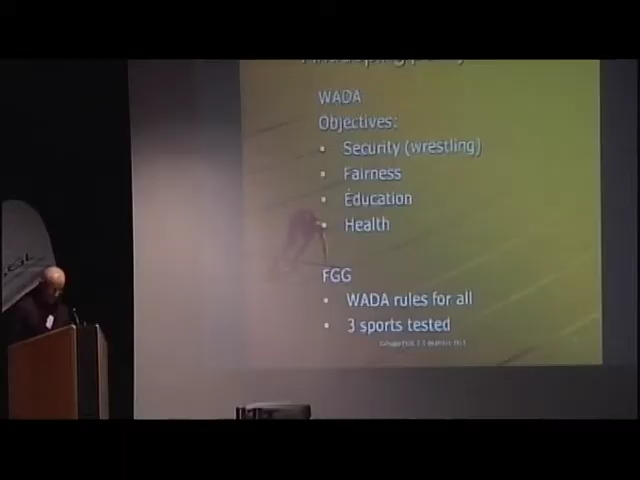 WADA
Objectives:
• Security (wrestling)
• Fairness
• Education
• Health
FGG
• WADA rules for all
• 3 sports tested